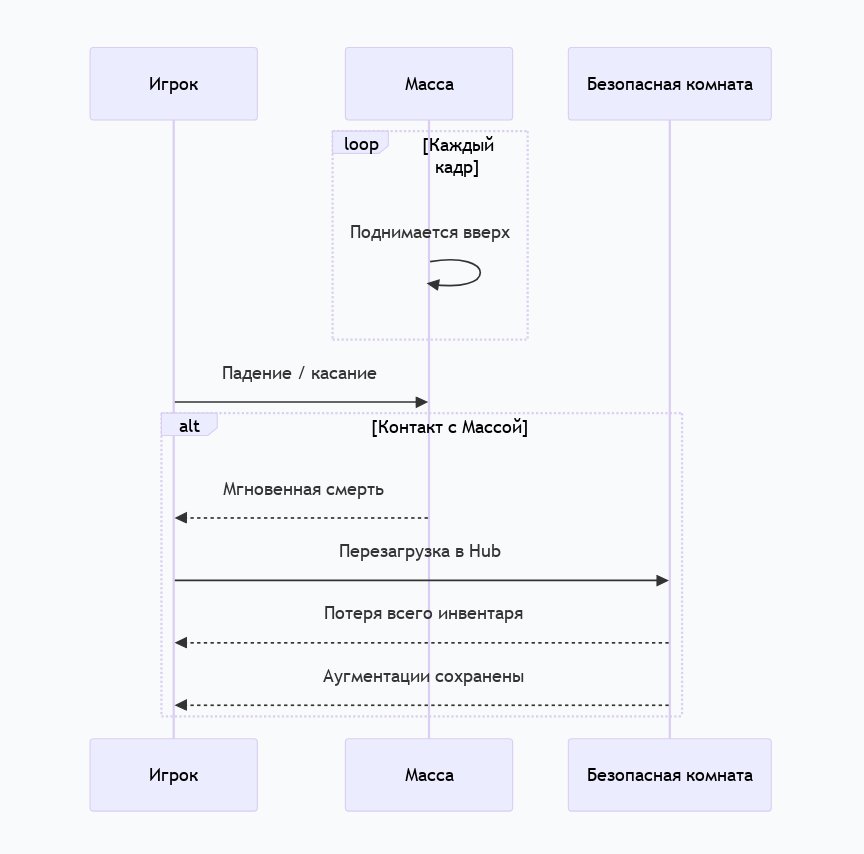 Игрок
Масса
Безопасная комната
loop
[Каждый
кадр]
Поднимается вверх
Падение / касание
alt
[Контакт с Массой]
Мгновенная смерть
Перезагрузка в Hub
Потеря всего инвентаря
Аугментации сохранены
Игрок
Масса
Безопасная комната